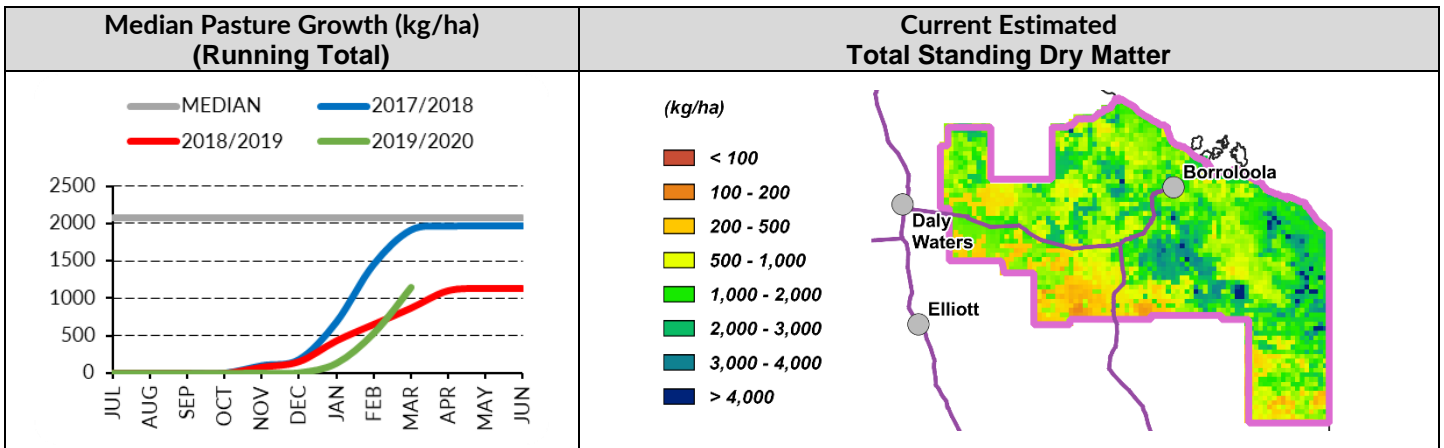 Median Pasture Growth (kg/ha)
(Running Total)
Current Estimated
Total Standing Dry Matter
MEDIAN
2017/2018
2018/2019
2019/2020
2500
2000
1500
1000
500
0
JUL
AUG
SEP
OCT
NOV
DEC
JAN
FEB
MAR
APR
MAY
JUN
(kg/ha)
< 100
100 - 200
200 - 500
500 - 1,000
1,000 - 2,000
2,000 - 3,000
3,000 - 4,000
> 4,000
Borroloola
Daly
Waters
Elliott